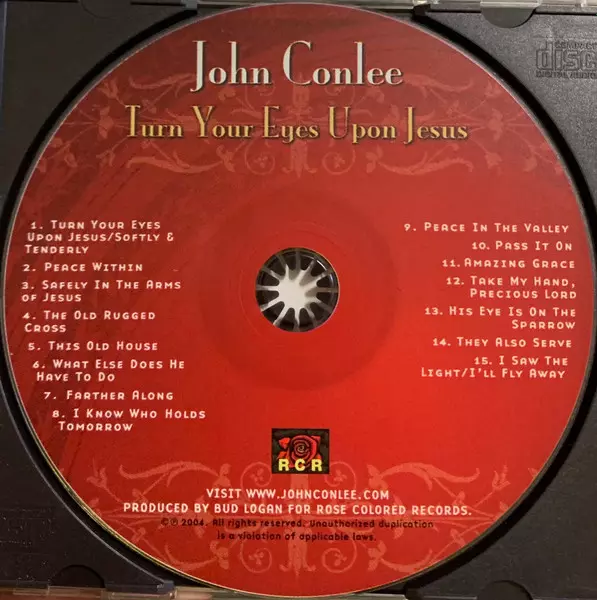 John Conlee
Turn Your Eyes Upon Jesus
1. Turn Your Eyes
Upon Jesus/Softly &
Tenderly
2. Peace Within
3. Safely In The Arms
of Jesus
4. The Old Rugged
Cross
5. This Old House
6. What Else Does He
Have To Do
7. Farther Along
8. I Know Who Holds
Tomorrow
9. Peace In The Valley
10. Pass It On
11. Amazing Grace
12. Take My Hand,
Precious Lord
13. His Eye Is On The
Sparrow
14. They Also Serve
15. I Saw The
Light/I'll Fly Away
RCR
VISIT WWW.JOHNCONLEE.COM
PRODUCED BY BUD LOGAN FOR ROSE COLORED RECORDS.
©℗ 2004. All rights reserved. Unauthorized duplication
is a violation of applicable laws.
disc